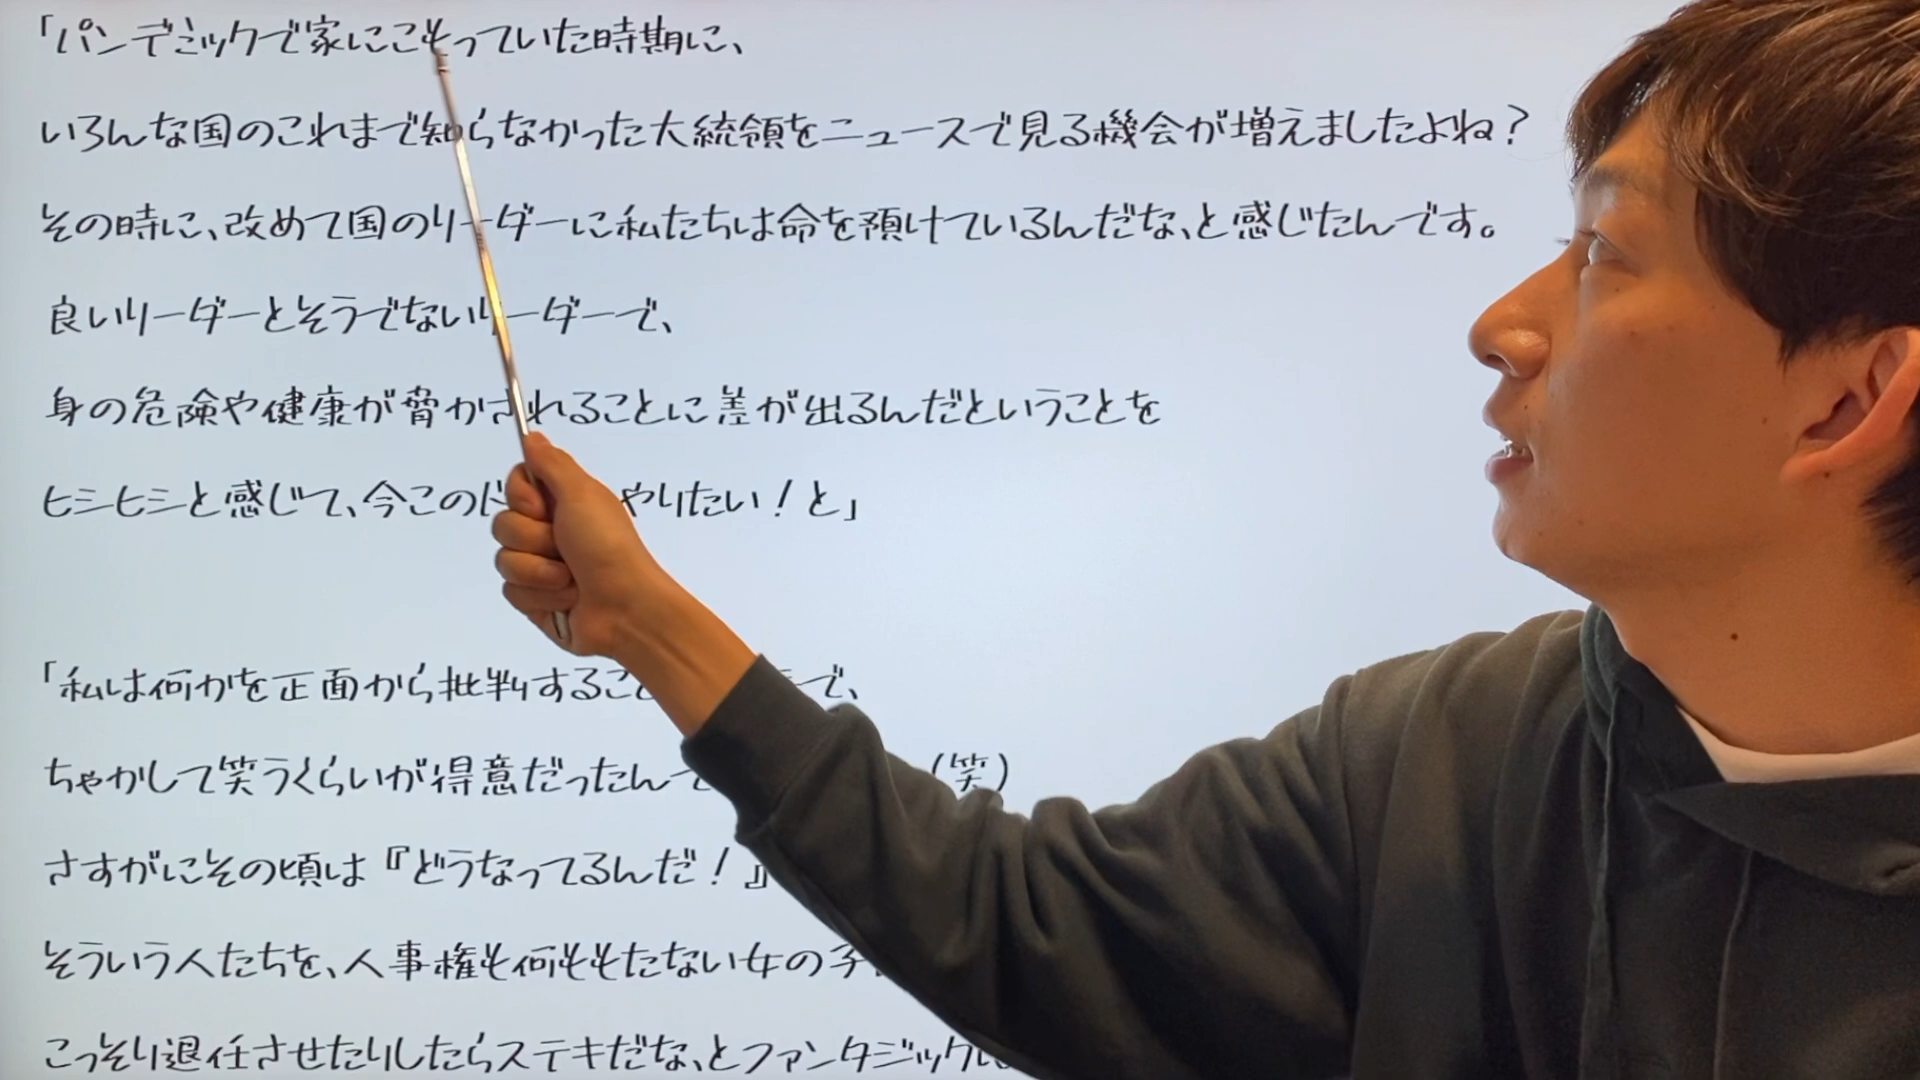 「パンデミックで家にこもっていた時期に、
いろんな国のこれまで知らなかった大統領をニュースで見る機会が増えましたよね？
その時に、改めて国のリーダーに私たちは命を預けているんだな、と感じたんです。
良いリーダーとそうでないリーダーで、
身の危険や健康が脅かされることに差が出るんだということを
ヒシヒシと感じて、今このド やりたい！と」
「私は何かを正面から批判すること で、
ちゃかして笑うくらいが得意だったんで （笑）
さすがにその頃は『どうなってるんだ！』
そういう人たちを、人事権も何ももたない女の子
こっそり退任させたりしたらステキだな、とファンタジック